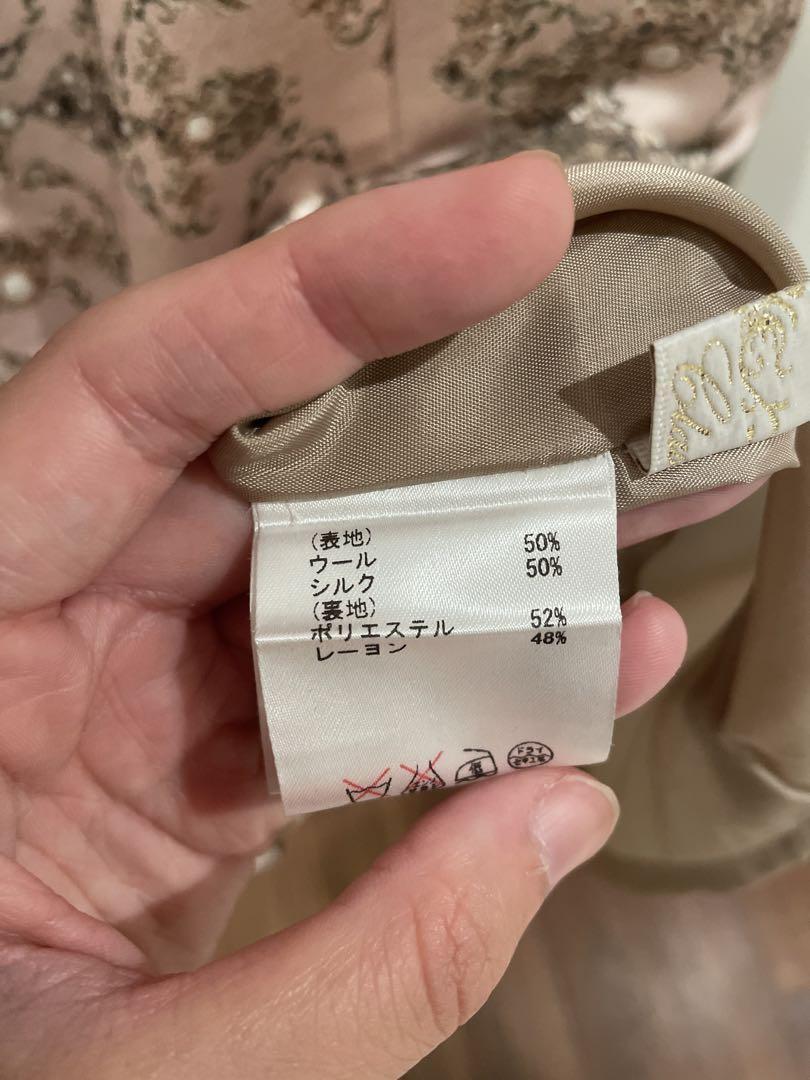 (表地)
ウール 50%
シルク 50%
(裏地)
ポリエステル 52%
レーヨン 48%
ドライ